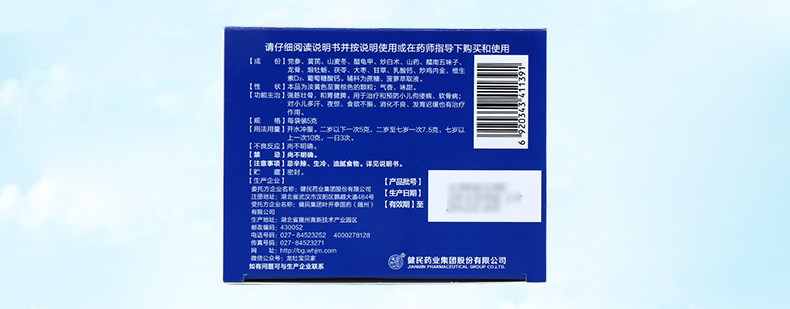 请仔细阅读说明书并按说明使用或在药师指导下购买和使用
【成    份】党参、黄芪、山麦冬、醋龟甲、炒白术、山药、醋南五味子、
龙骨、煅牡蛎、茯苓、大枣、甘草、乳酸钙、炒鸡内金、维生
素D₂、葡萄糖酸钙。辅料为蔗糖、菠萝萃取液。
【性    状】本品为淡黄色至黄棕色的颗粒;气香,味甜。
【功能主治】强筋壮骨,和胃健脾。用于治疗和预防小儿佝偻病、软骨病;
对小儿多汗、夜惊、食欲不振、消化不良、发育迟缓也有治疗
作用。
【规    格】每袋装5克
【用法用量】开水冲服。二岁以下一次5克,二岁至七岁一次7.5克,七岁以
上一次10克,一日3次。
【不良反应】尚不明确。
【禁    忌】尚不明确。
【注意事项】忌辛辣、生冷、油腻食物。详见说明书。
【贮    藏】密封。
【生产企业】
委托方企业名称:健民药业集团股份有限公司
注册地址:湖北省武汉市汉阳区鹦鹉大道484号
受托方企业名称:健民集团叶开泰国药(随州)
有限公司
生产地址:湖北省随州高新技术产业园区
邮政编码:430052
电话号码:027-84523252  4000278128
传真号码:027-84523271
网    址:http://bg.whjm.com
微信公众号:龙牡宝贝家
如有问题可与生产企业联系
【产品批号】
【生产日期】
【有效期】至
6 920343 411391
健民药业集团股份有限公司
JIANMIN PHARMACEUTICAL GROUP CO.,LTD.